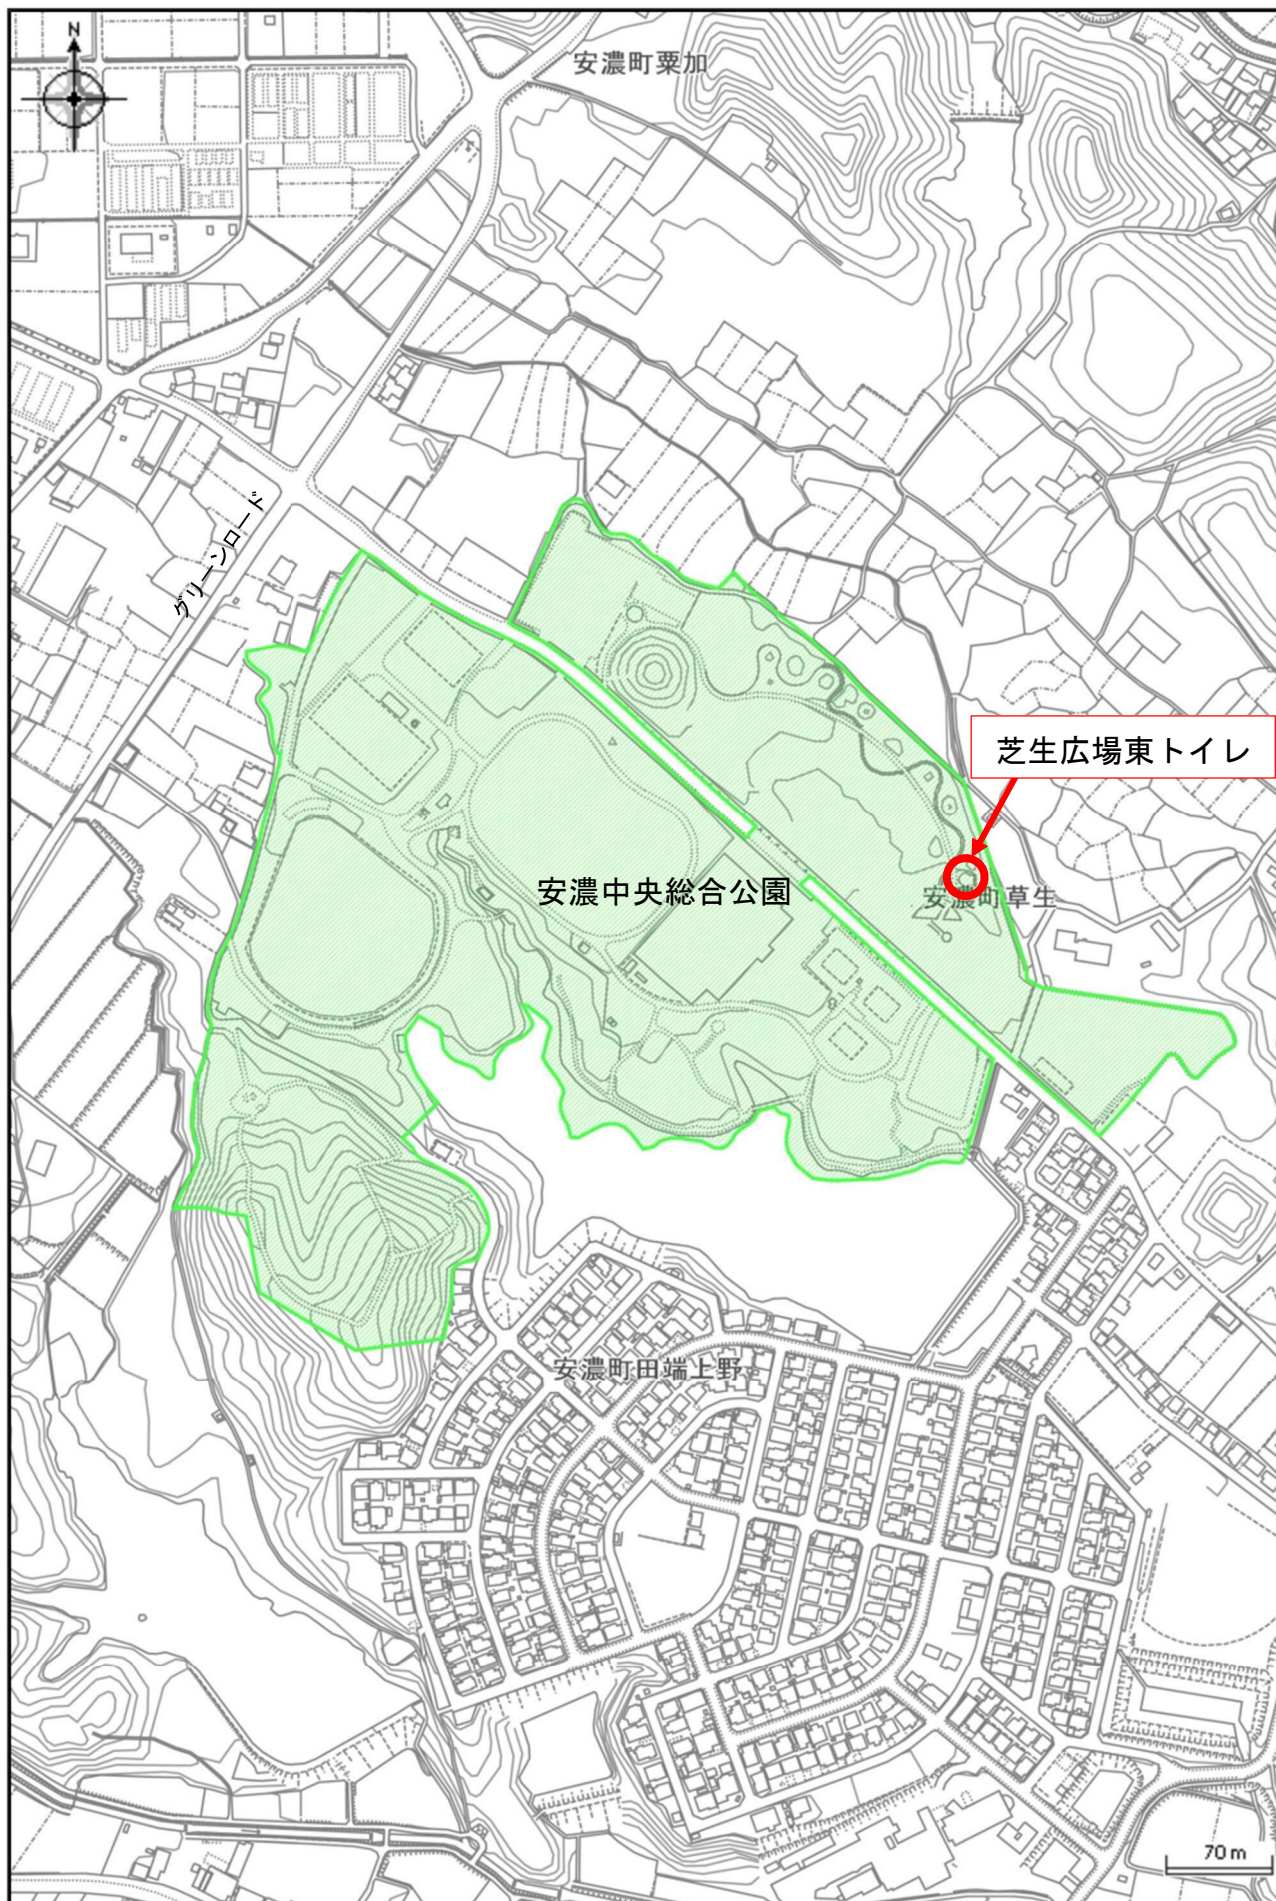 N
安濃町粟加
グリーンロード
芝生広場東トイレ
安濃中央総合公園
安濃町草生
安濃町田端上野
70 m